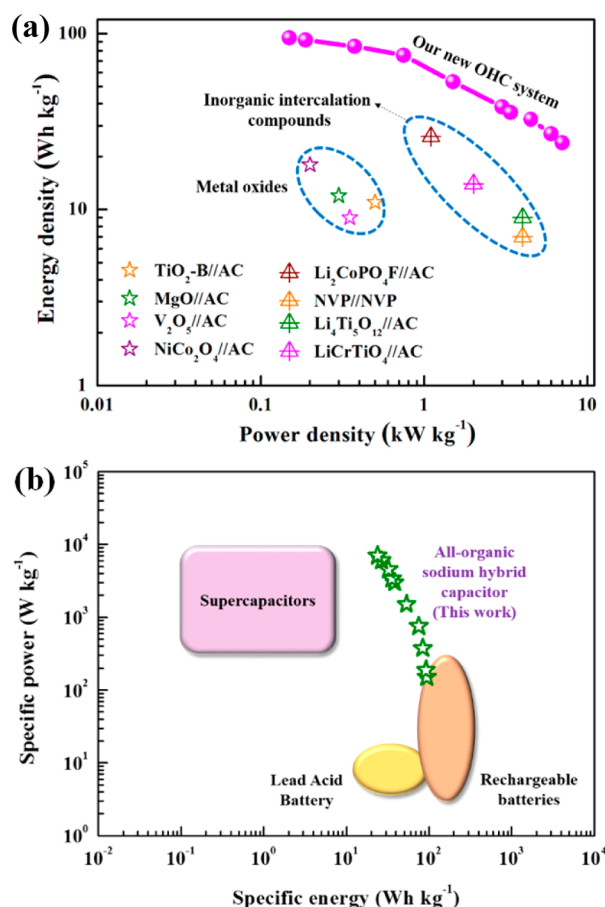 (a)
100
10
1
Energy density (Wh kg⁻¹)
Our new OHC system
Inorganic intercalation
compounds
Metal oxides
TiO₂-B//AC
MgO//AC
V₂O₅//AC
NiCo₂O₄//AC
Li₂CoPO₄F//AC
NVP//NVP
Li₄Ti₅O₁₂//AC
LiCrTiO₄//AC
0.01
0.1
1
10
Power density (kW kg⁻¹)
(b)
10⁵
10⁴
10³
10²
10¹
10⁰
Specific power (W kg⁻¹)
Supercapacitors
All-organic
sodium hybrid
capacitor
(This work)
Lead Acid
Battery
Rechargeable
batteries
10⁻²
10⁻¹
10⁰
10¹
10²
10³
10⁴
Specific energy (Wh kg⁻¹)